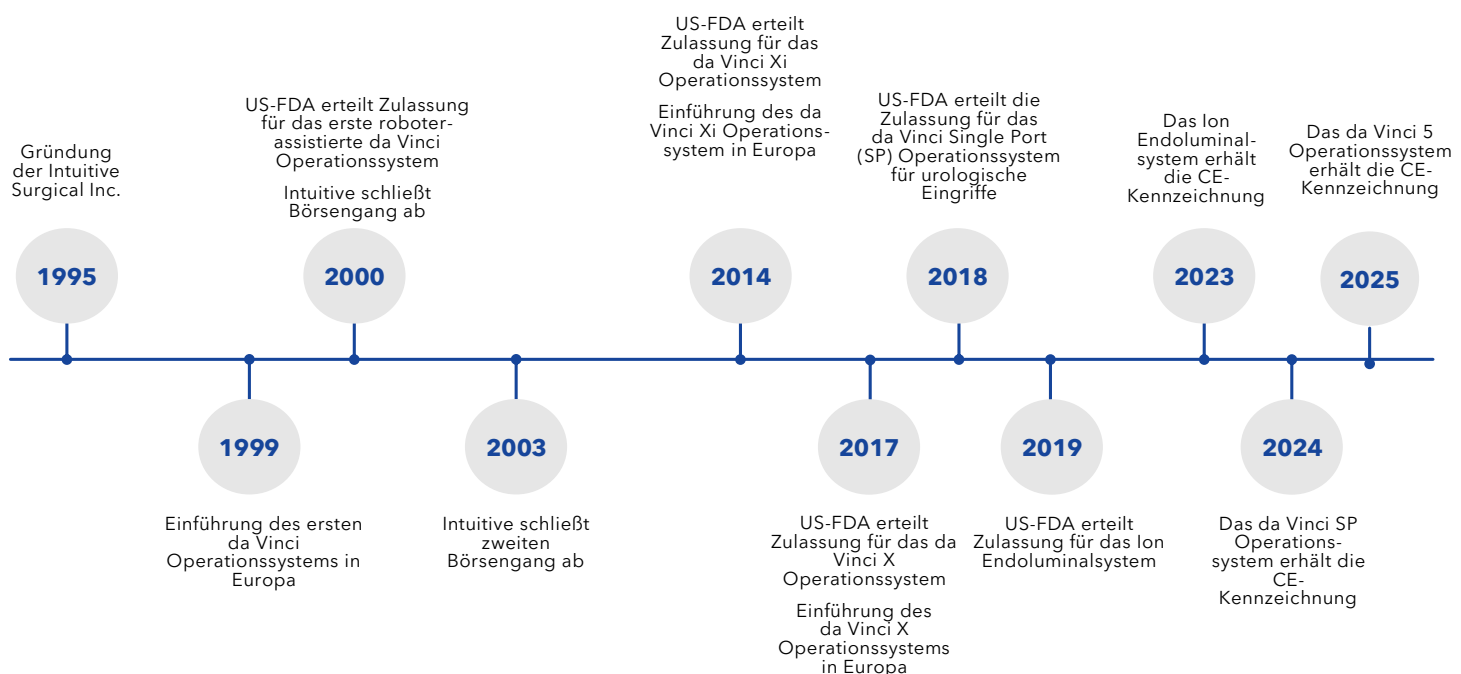 Gründung
der Intuitive
Surgical Inc.
1995
Einführung des ersten
da Vinci
Operationssystems in
Europa
1999
US-FDA erteilt Zulassung
für das erste roboter-
assistierte da Vinci
Operationssystem
Intuitive schließt
Börsengang ab
2000
2003
Intuitive schließt
zweiten
Börsengang ab
US-FDA erteilt
Zulassung für das
da Vinci Xi
Operationssystem
Einführung des da
Vinci Xi Operations-
system in Europa
2014
2017
US-FDA erteilt
Zulassung für das da
Vinci X
Operationssystem
Einführung des
da Vinci X
Operationssystems
in Europa
US-FDA erteilt die
Zulassung für das
da Vinci Single Port
(SP) Operationssystem
für urologische
Eingriffe
2018
2019
US-FDA erteilt
Zulassung für das Ion
Endoluminalsystem
Das Ion
Endoluminal-
system erhält
die CE-
Kennzeichnung
2023
2024
Das da Vinci SP
Operations-
system erhält die
CE-
Kennzeichnung
Das da Vinci 5
Operationssystem
erhält die CE-
Kennzeichnung
2025